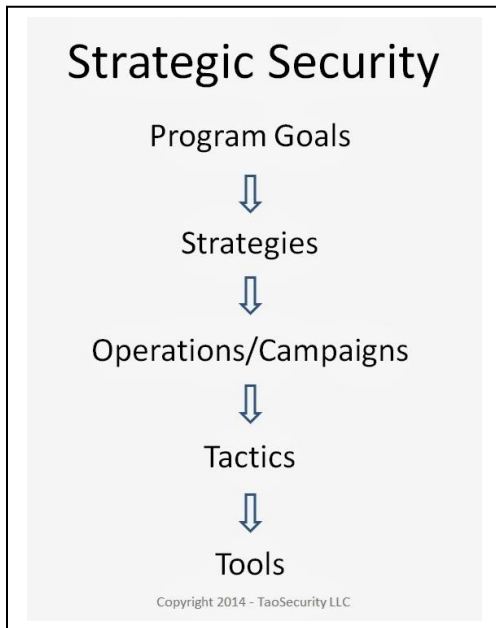 Strategic Security
Program Goals
Strategies
Operations/Campaigns
Tactics
Tools
Copyright 2014 - TaoSecurity LLC